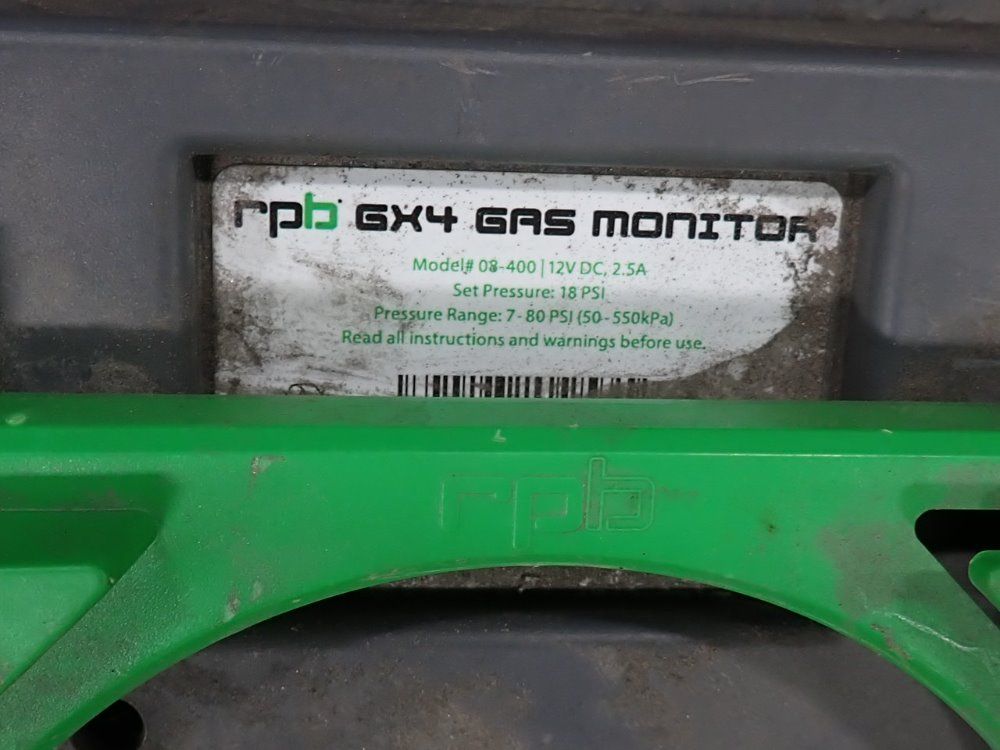 rpb GX4 GAS MONITOR
Model# 08-400 | 12V DC, 2.5A
Set Pressure: 18 PSI
Pressure Range: 7-80 PSI (50-550kPa)
Read all instructions and warnings before use.
rpb